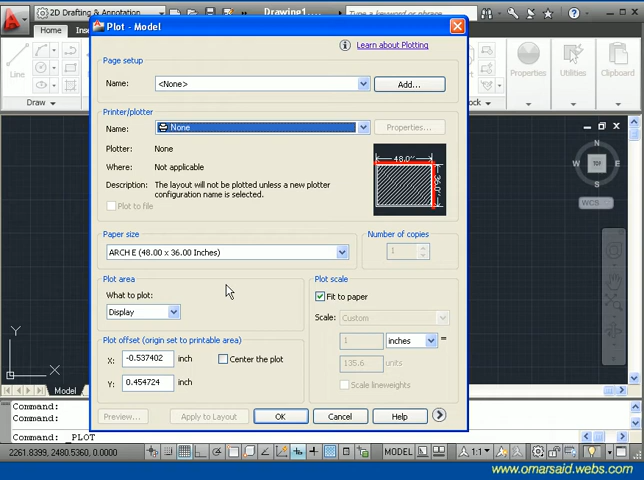 2D Drafting & Annotation
Drawing1...
Type a keyword or phrase
Home
Plot - Model
Learn about Plotting
Page setup
Name:
<None>
Add...
Line
Draw
Properties
Utilities
Clipboard
Printer/plotter
Name:
None
Properties...
Plotter:
None
Where:
Not applicable
Description:
The layout will not be plotted unless a new plotter
configuration name is selected.
Plot to file
48.0''
36.0''
N
W
TOP
E
S
WCS
Paper size
ARCH E (48.00 x 36.00 Inches)
Number of copies
1
Plot area
What to plot:
Display
Plot scale
Fit to paper
Scale:
Custom
1
inches
=
135.6
units
Scale lineweights
Plot offset (origin set to printable area)
X:
-0.537402
inch
Center the plot
Y:
0.454724
inch
Y
X
Model
Preview...
Apply to Layout
OK
Cancel
Help
Command:
Command:
Command: _PLOT
2261.8399, 2480.5360, 0.0000
MODEL
1:1
www.omarsaid.webs.com